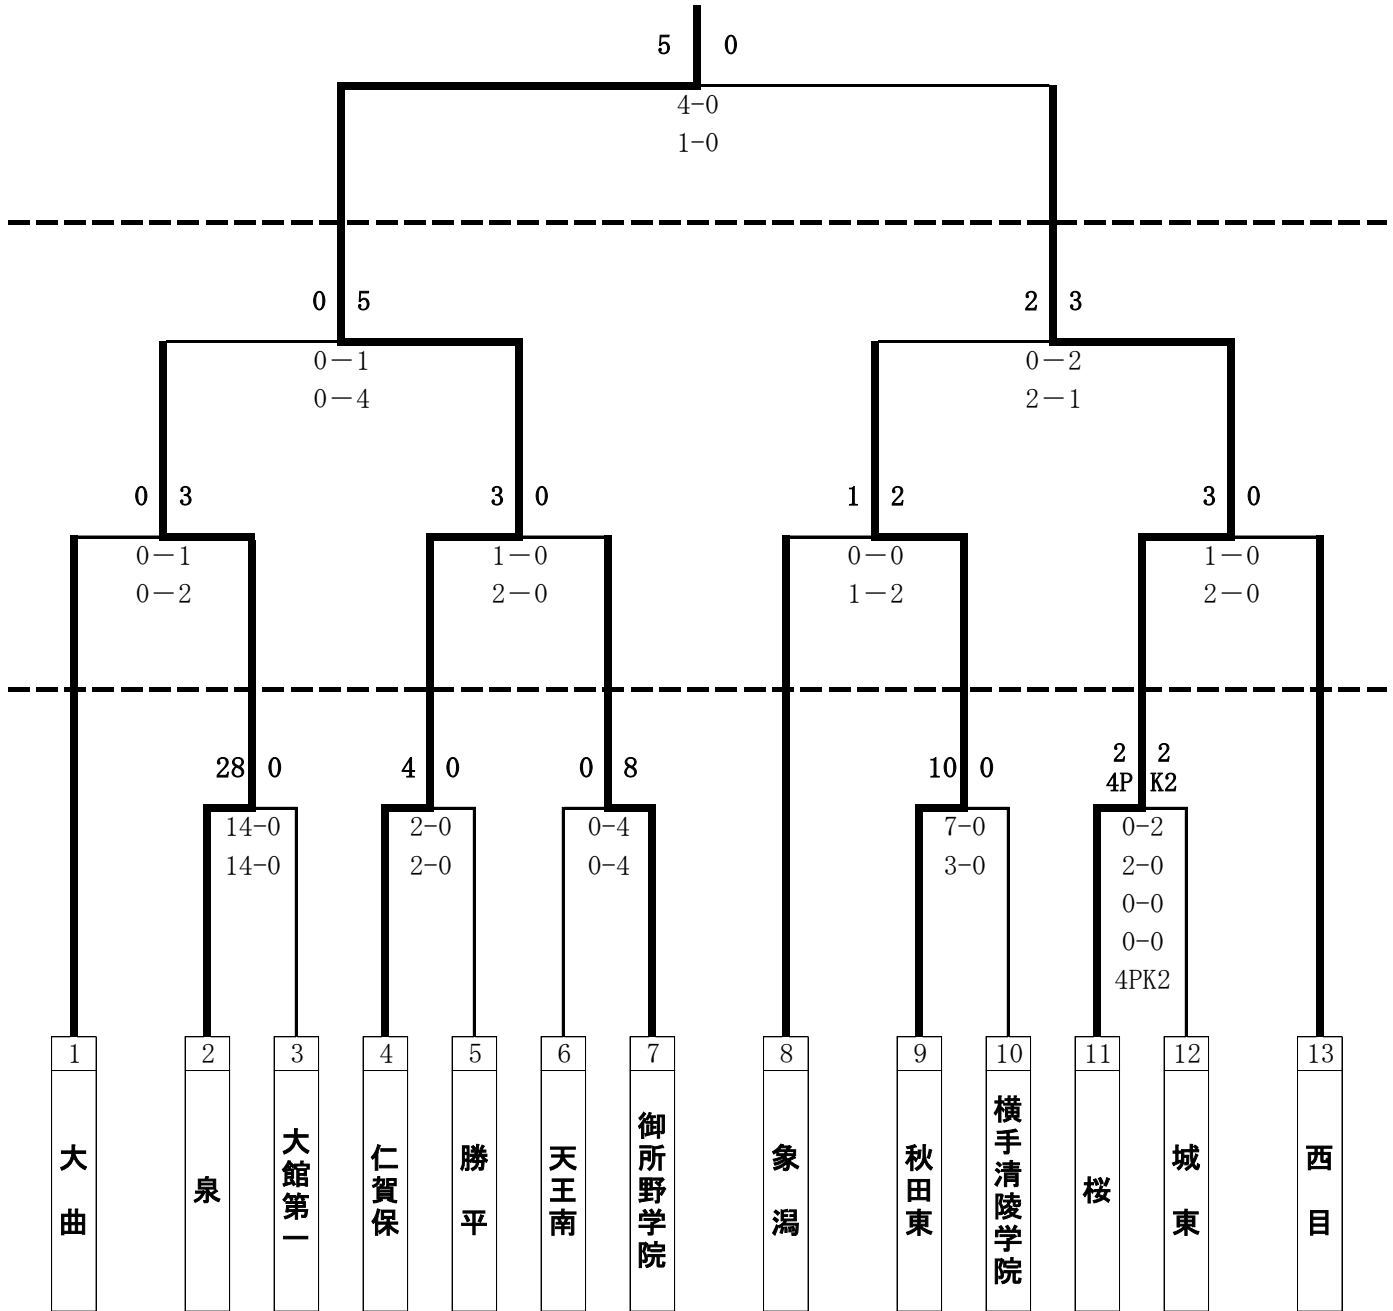 5 0
4-0
1-0
0 5 2 3
0－1 0－2
0－4 2－1
0 3 3 0 1 2 3 0
0－1 1－0 0－0 1－0
0－2 2－0 1－2 2－0
28 0 4 0 0 8 10 0 2 2
4P K2
14-0 2-0 0-4 7-0 0-2
14-0 2-0 0-4 3-0 2-0
0-0
0-0
4PK2
1 2 3 4 5 6 7 8 9 10 11 12 13
大曲
泉
大館第一
仁賀保
勝平
天王南
御所野学院
象潟
秋田東
横手清陵学院
桜
城東
西目